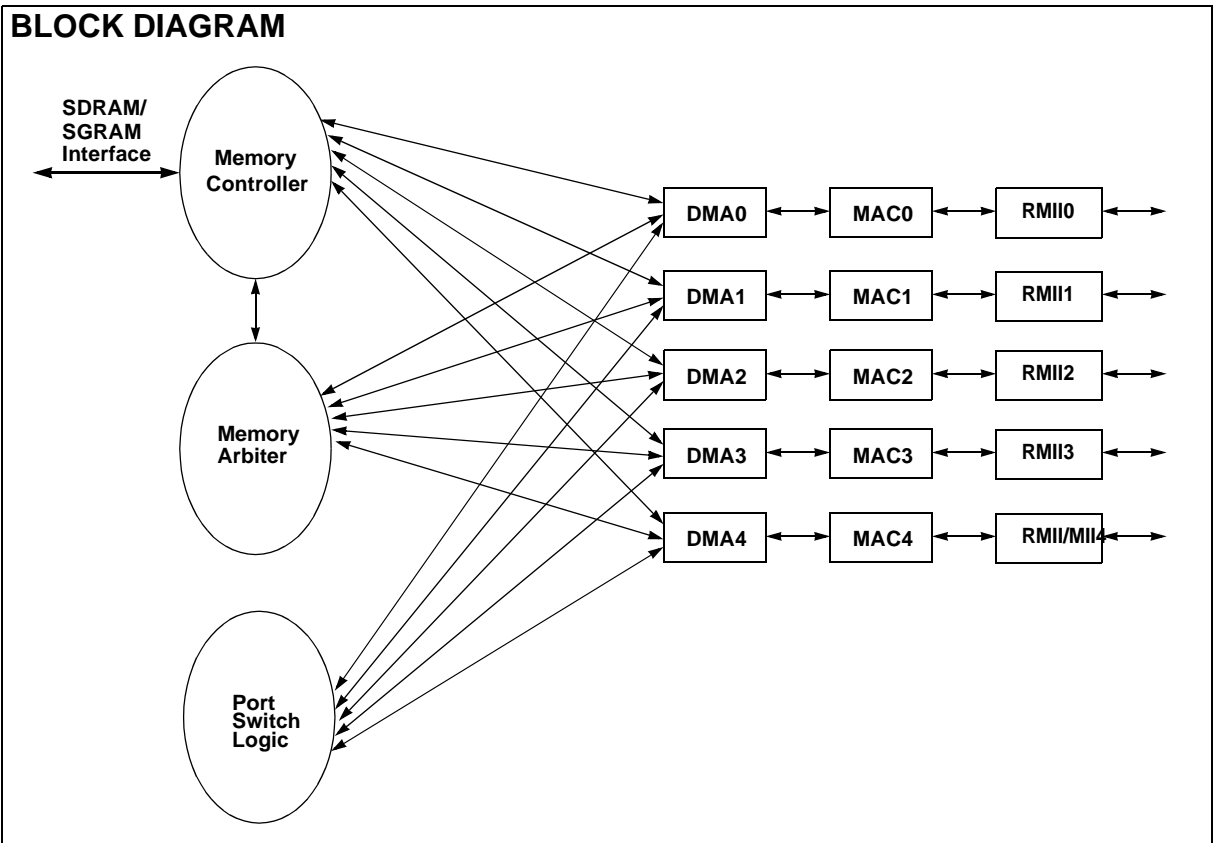 BLOCK DIAGRAM
SDRAM/
SGRAM
Interface
Memory
Controller
DMA0
MAC0
RMII0
DMA1
MAC1
RMII1
DMA2
MAC2
RMII2
Memory
Arbiter
DMA3
MAC3
RMII3
DMA4
MAC4
RMII/MII4
Port
Switch
Logic